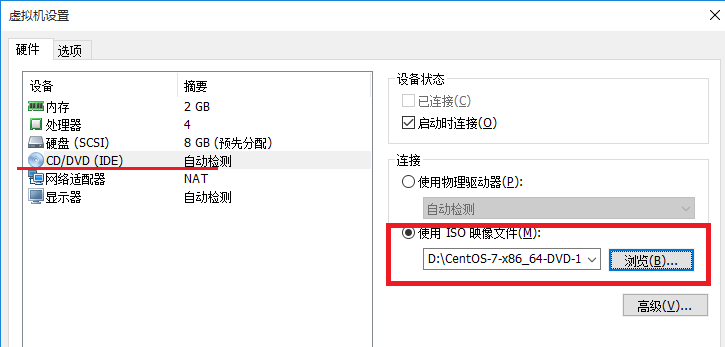 虚拟机设置
硬件 选项
设备 摘要
内存 2 GB
处理器 4
硬盘 (SCSI) 8 GB (预先分配)
CD/DVD (IDE) 自动检测
网络适配器 NAT
显示器 自动检测
设备状态
已连接(C)
启动时连接(O)
连接
使用物理驱动器(P):
自动检测
使用 ISO 映像文件(M):
D:\CentOS-7-x86_64-DVD-1 浏览(B)...
高级(V)...